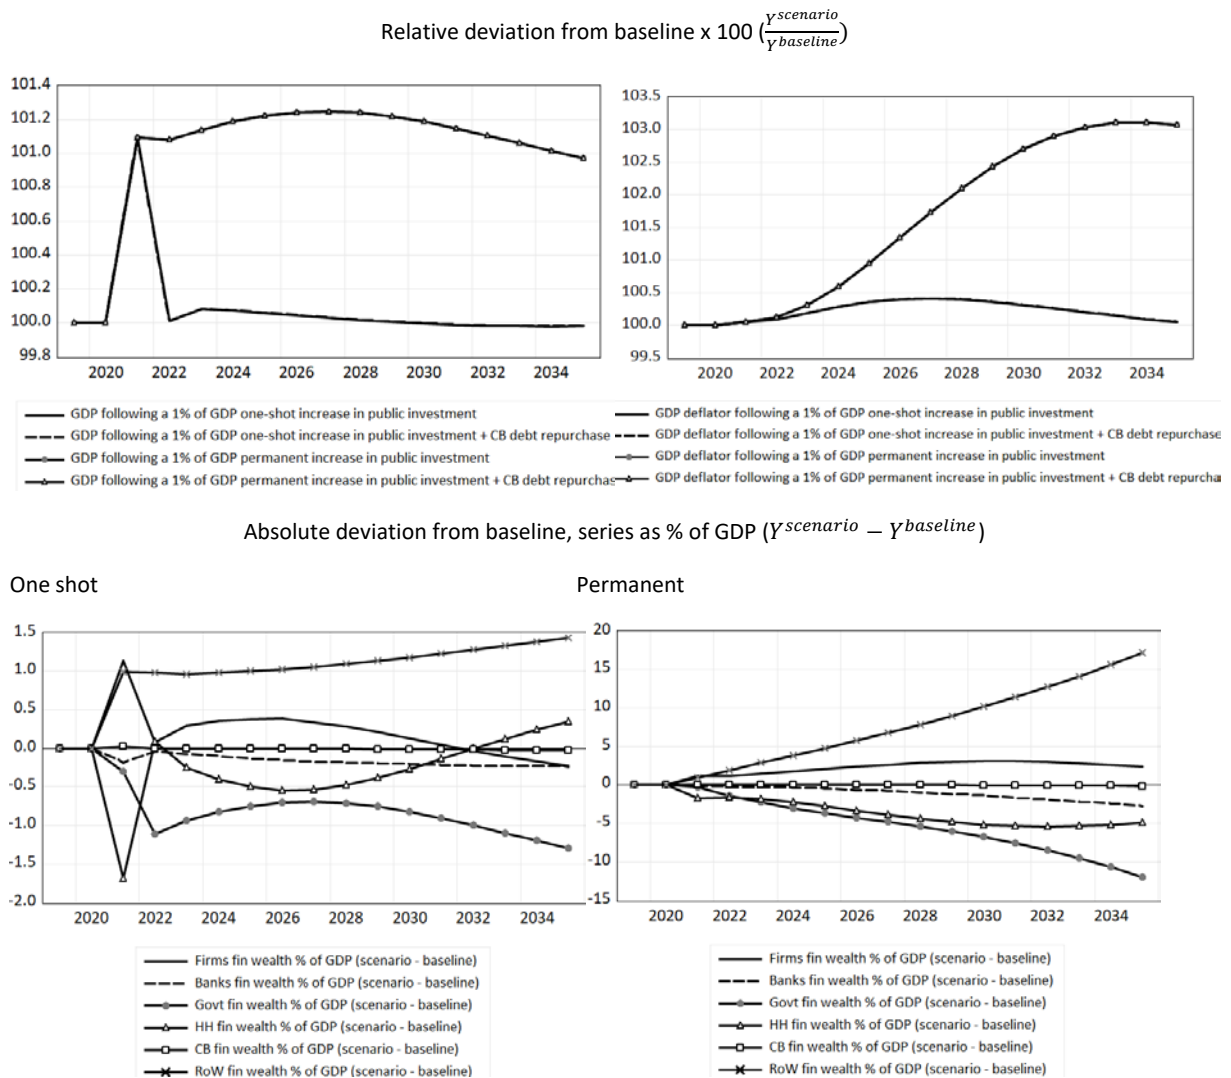 Relative deviation from baseline x 100 (Y^scenario / Y^baseline)
101.4
101.2
101.0
100.8
100.6
100.4
100.2
100.0
99.8
2020 2022 2024 2026 2028 2030 2032 2034
103.5
103.0
102.5
102.0
101.5
101.0
100.5
100.0
99.5
2020 2022 2024 2026 2028 2030 2032 2034
GDP following a 1% of GDP one-shot increase in public investment
GDP following a 1% of GDP one-shot increase in public investment + CB debt repurchase
GDP following a 1% of GDP permanent increase in public investment
GDP following a 1% of GDP permanent increase in public investment + CB debt repurchas
GDP deflator following a 1% of GDP one-shot increase in public investment
GDP deflator following a 1% of GDP one-shot increase in public investment + CB debt repurchase
GDP deflator following a 1% of GDP permanent increase in public investment
GDP deflator following a 1% of GDP permanent increase in public investment + CB debt repurcha
Absolute deviation from baseline, series as % of GDP (Y^scenario − Y^baseline)
One shot
Permanent
1.5
1.0
0.5
0.0
-0.5
-1.0
-1.5
-2.0
2020 2022 2024 2026 2028 2030 2032 2034
20
15
10
5
0
-5
-10
-15
2020 2022 2024 2026 2028 2030 2032 2034
Firms fin wealth % of GDP (scenario - baseline)
Banks fin wealth % of GDP (scenario - baseline)
Govt fin wealth % of GDP (scenario - baseline)
HH fin wealth % of GDP (scenario - baseline)
CB fin wealth % of GDP (scenario - baseline)
RoW fin wealth % of GDP (scenario - baseline)
Firms fin wealth % of GDP (scenario - baseline)
Banks fin wealth % of GDP (scenario - baseline)
Govt fin wealth % of GDP (scenario - baseline)
HH fin wealth % of GDP (scenario - baseline)
CB fin wealth % of GDP (scenario - baseline)
RoW fin wealth % of GDP (scenario - baseline)